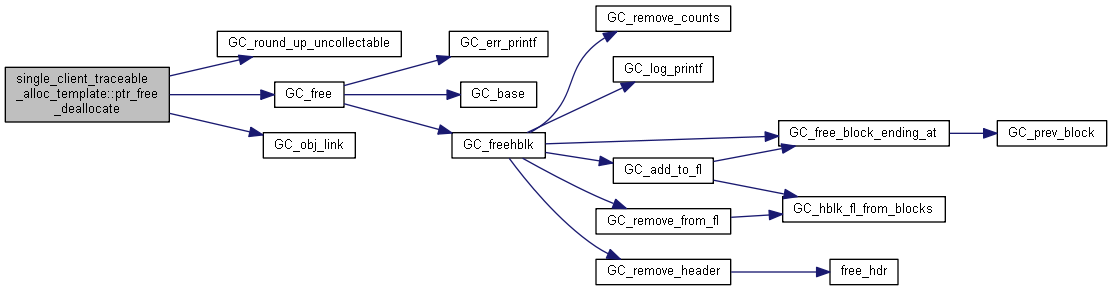 single_client_traceable
_alloc_template::ptr_free
_deallocate
GC_round_up_uncollectable
GC_free
GC_obj_link
GC_err_printf
GC_base
GC_freehblk
GC_remove_counts
GC_log_printf
GC_add_to_fl
GC_remove_from_fl
GC_remove_header
GC_free_block_ending_at
GC_hblk_fl_from_blocks
free_hdr
GC_prev_block